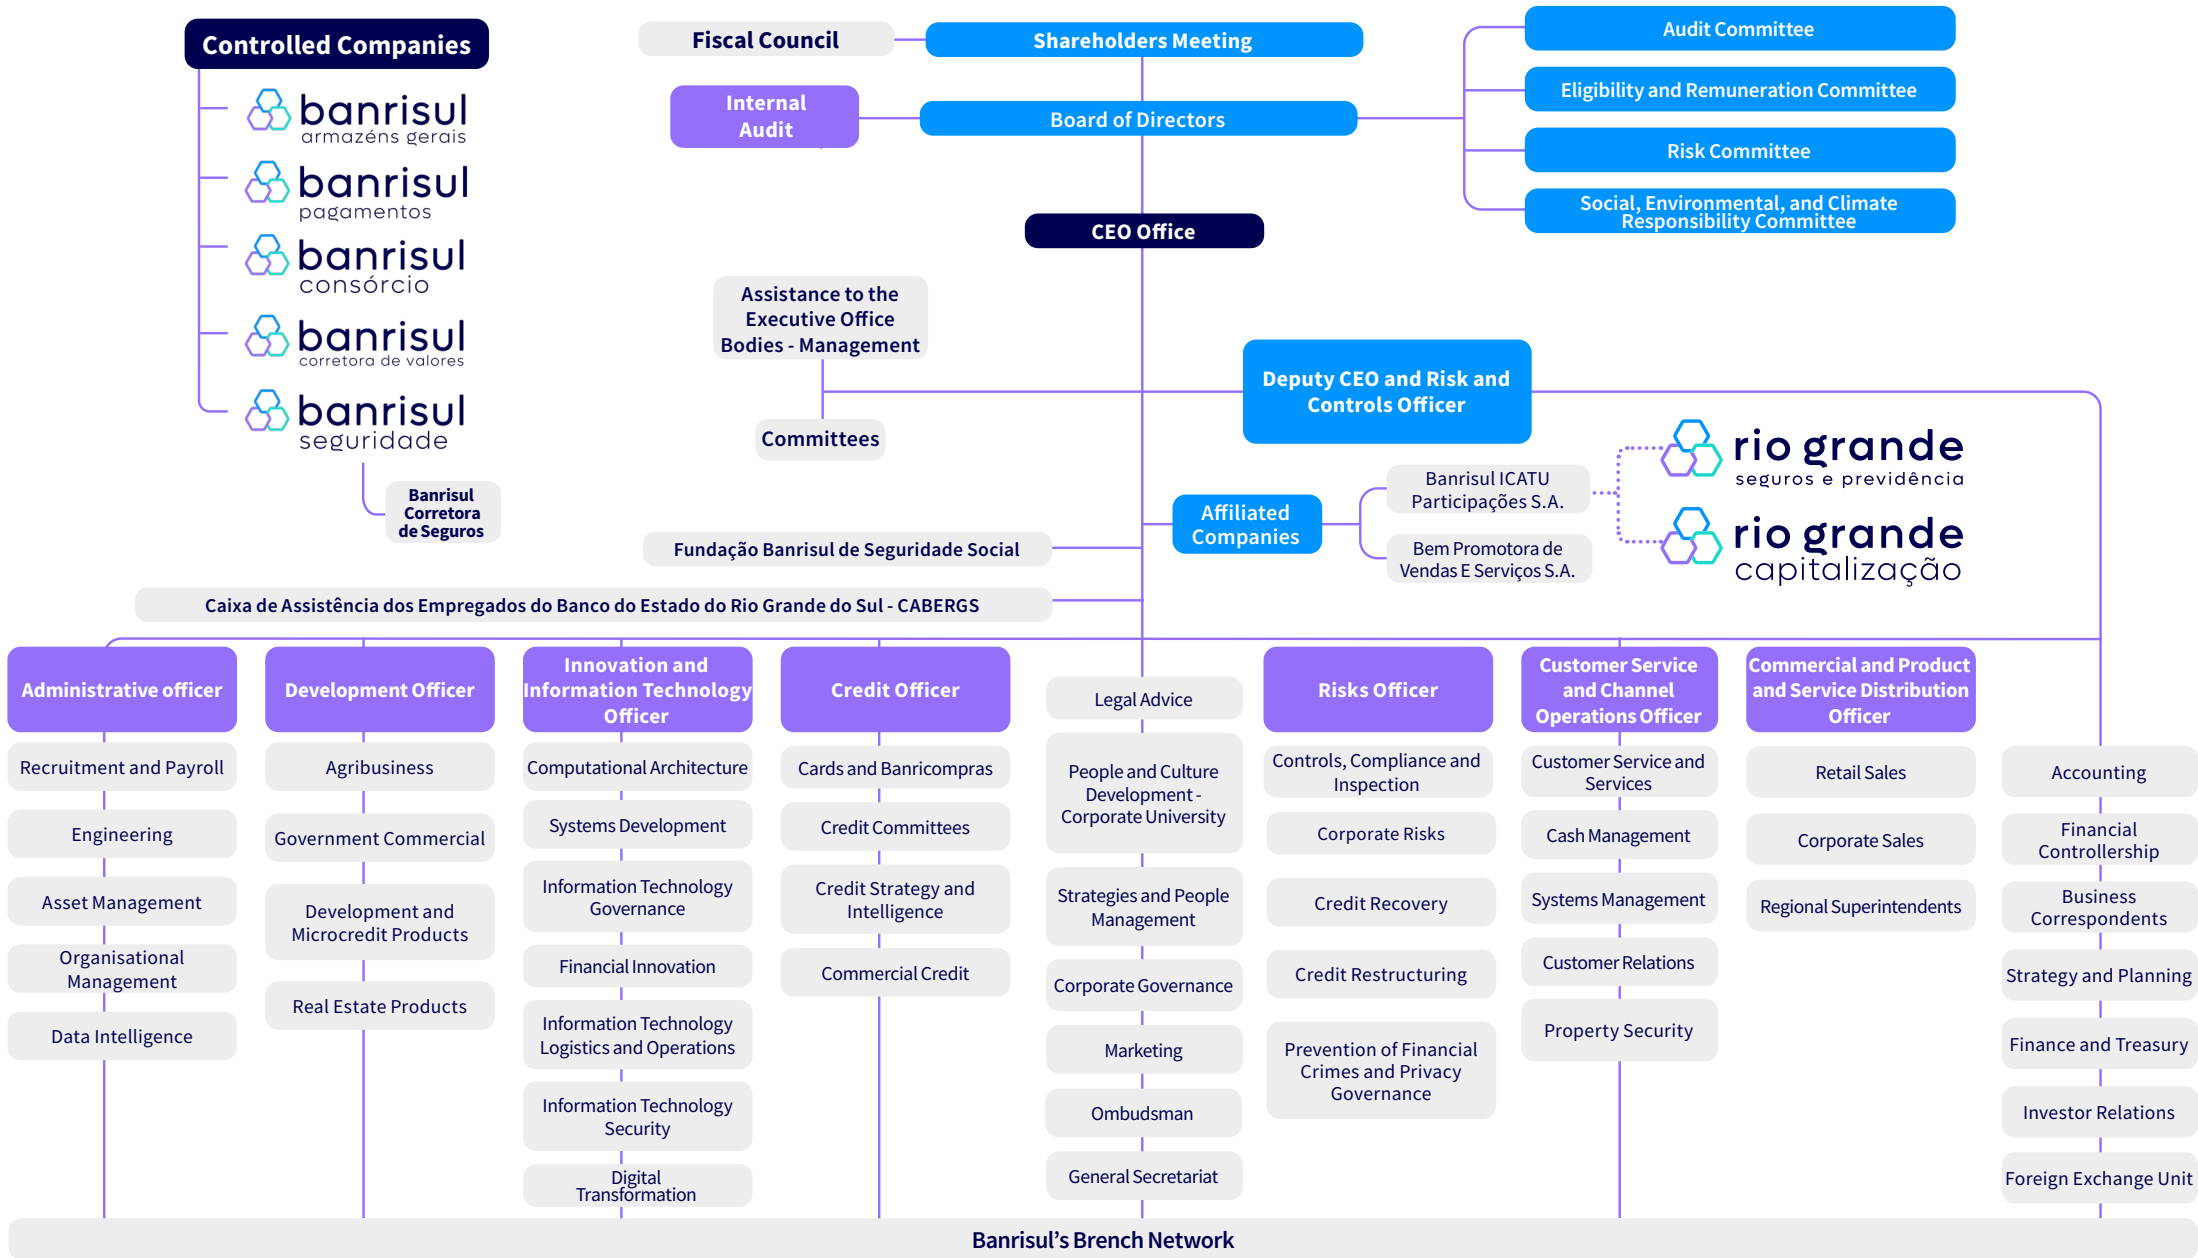 Controlled Companies
banrisul
armazéns gerais
banrisul
pagamentos
banrisul
consórcio
banrisul
corretora de valores
banrisul
seguridade
Banrisul
Corretora
de Seguros
Fiscal Council
Shareholders Meeting
Internal
Audit
Board of Directors
Audit Committee
Eligibility and Remuneration Committee
Risk Committee
Social, Environmental, and Climate
Responsibility Committee
CEO Office
Assistance to the
Executive Office
Bodies - Management
Committees
Deputy CEO and Risk and
Controls Officer
Affiliated
Companies
Banrisul ICATU
Participações S.A.
Bem Promotora de
Vendas E Serviços S.A.
rio grande
seguros e previdência
rio grande
capitalização
Fundação Banrisul de Seguridade Social
Caixa de Assistência dos Empregados do Banco do Estado do Rio Grande do Sul - CABERGS
Administrative officer
Recruitment and Payroll
Engineering
Asset Management
Organisational
Management
Data Intelligence
Development Officer
Agribusiness
Government Commercial
Development and
Microcredit Products
Real Estate Products
Innovation and
Information Technology
Officer
Computational Architecture
Systems Development
Information Technology
Governance
Financial Innovation
Information Technology
Logistics and Operations
Information Technology
Security
Digital
Transformation
Credit Officer
Cards and Banricompras
Credit Committees
Credit Strategy and
Intelligence
Commercial Credit
Legal Advice
People and Culture
Development -
Corporate University
Strategies and People
Management
Corporate Governance
Marketing
Ombudsman
General Secretariat
Risks Officer
Controls, Compliance and
Inspection
Corporate Risks
Credit Recovery
Credit Restructuring
Prevention of Financial
Crimes and Privacy
Governance
Customer Service
and Channel
Operations Officer
Customer Service and
Services
Cash Management
Systems Management
Customer Relations
Property Security
Commercial and Product
and Service Distribution
Officer
Retail Sales
Corporate Sales
Regional Superintendents
Accounting
Financial
Controllership
Business
Correspondents
Strategy and Planning
Finance and Treasury
Investor Relations
Foreign Exchange Unit
Banrisul’s Brench Network